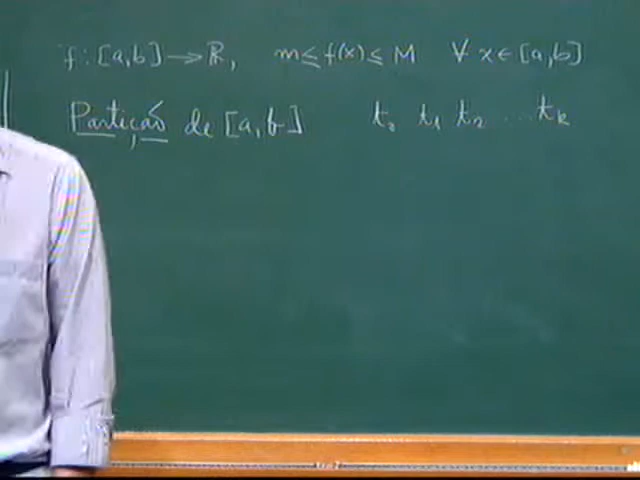 f : [a,b] → ℝ, m ≤ f(x) ≤ M ∀ x ∈ [a,b]
Partição de [a,b] t₀ t₁ t₂ ... tₖ